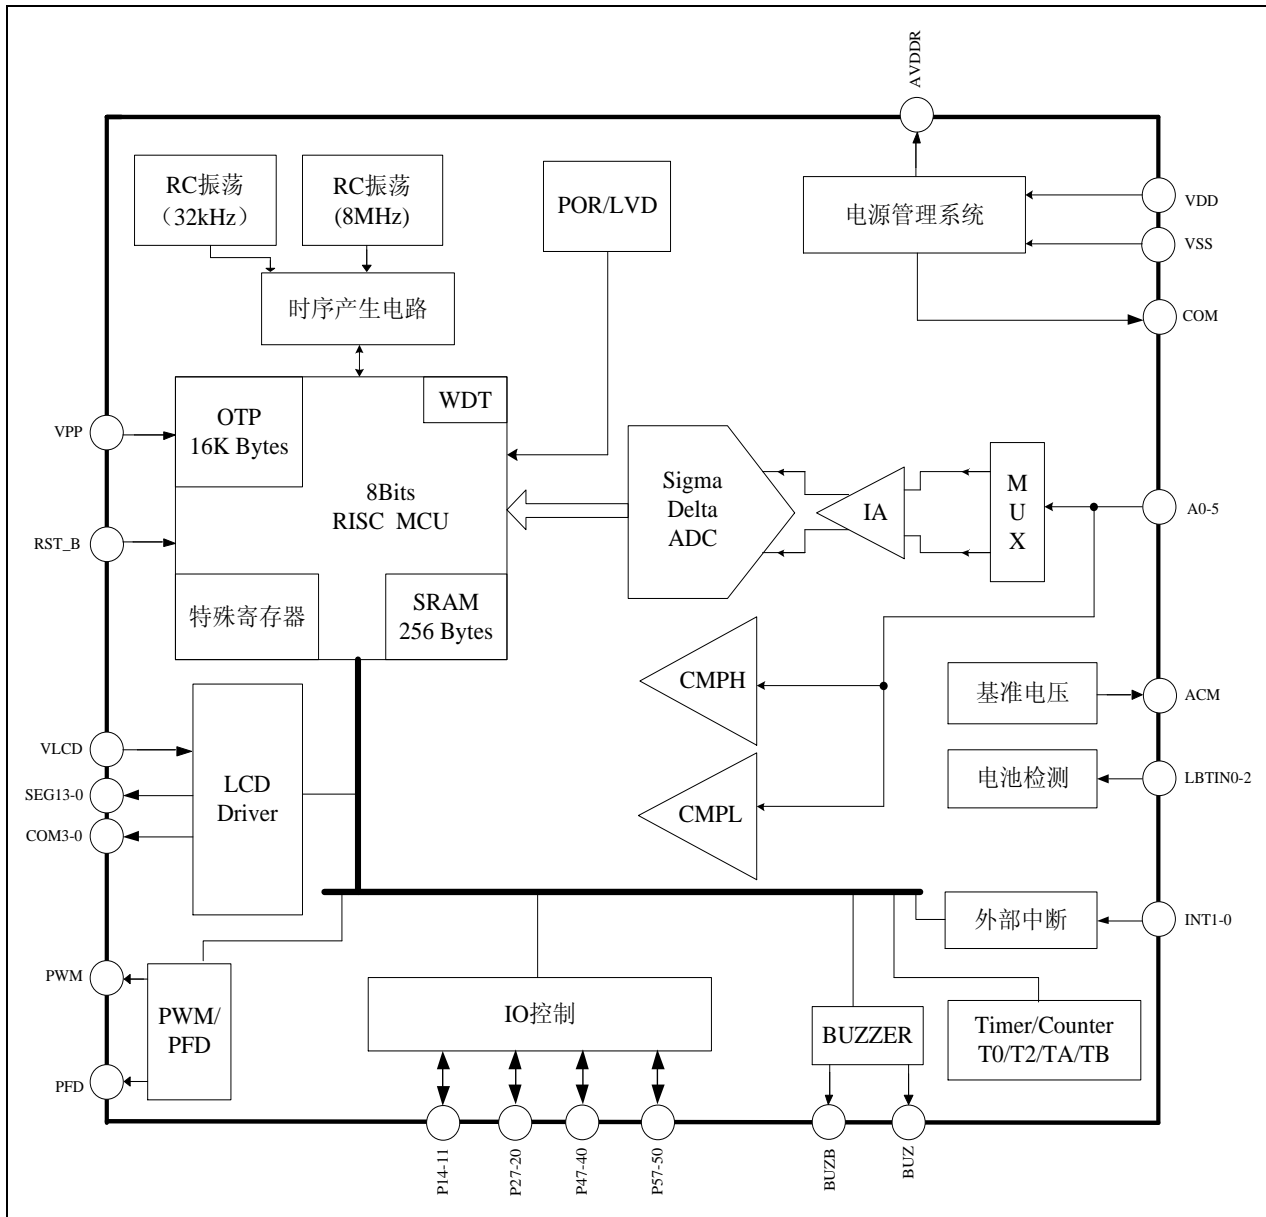 AVDDR
RC振荡
（32kHz）
RC振荡
(8MHz)
POR/LVD
电源管理系统
VDD
VSS
COM
时序产生电路
VPP
OTP
16K Bytes
WDT
8Bits
RISC MCU
Sigma
Delta
ADC
IA
M
U
X
A0-5
RST_B
特殊寄存器
SRAM
256 Bytes
CMPH
基准电压
ACM
VLCD
SEG13-0
COM3-0
LCD
Driver
CMPL
电池检测
LBTIN0-2
外部中断
INT1-0
PWM
PFD
PWM/
PFD
IO控制
BUZZER
Timer/Counter
T0/T2/TA/TB
P14-11
P27-20
P47-40
P57-50
BUZB
BUZ